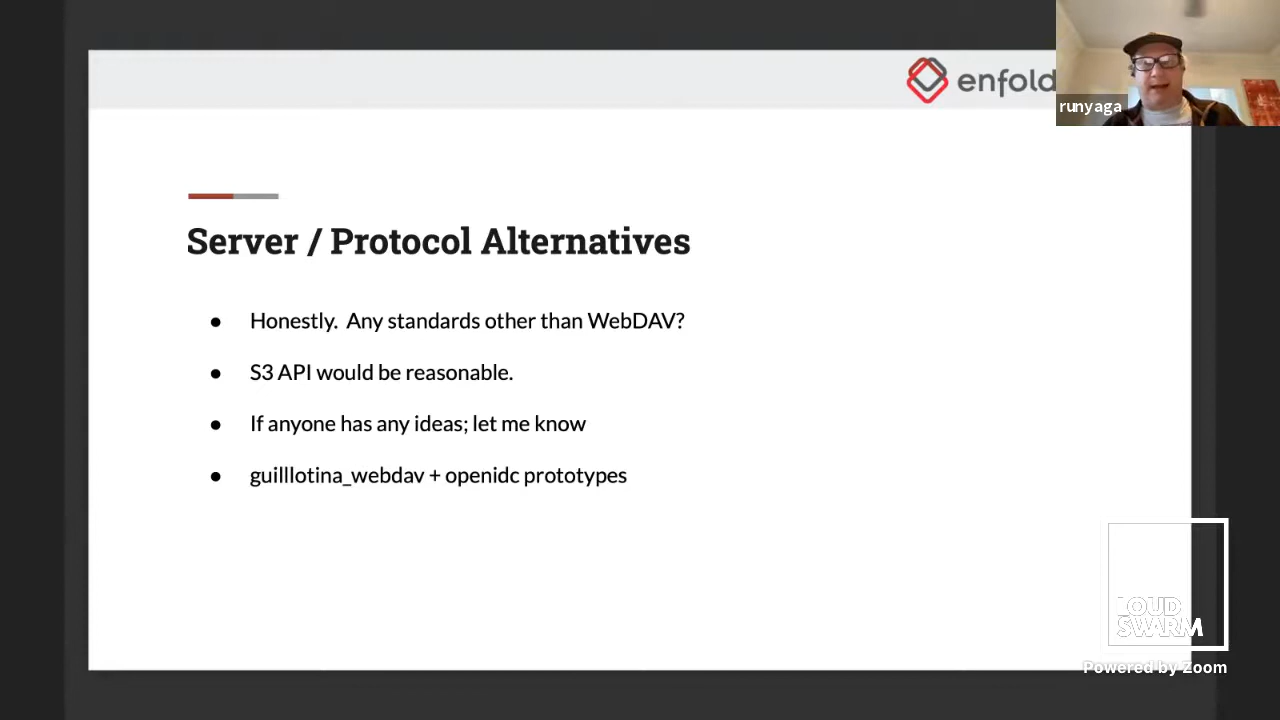 enfold
runyaga
Server / Protocol Alternatives
● Honestly.  Any standards other than WebDAV?
● S3 API would be reasonable.
● If anyone has any ideas; let me know
● guilllotina_webdav + openidc prototypes
LOUD
SWARM
Powered by Zoom